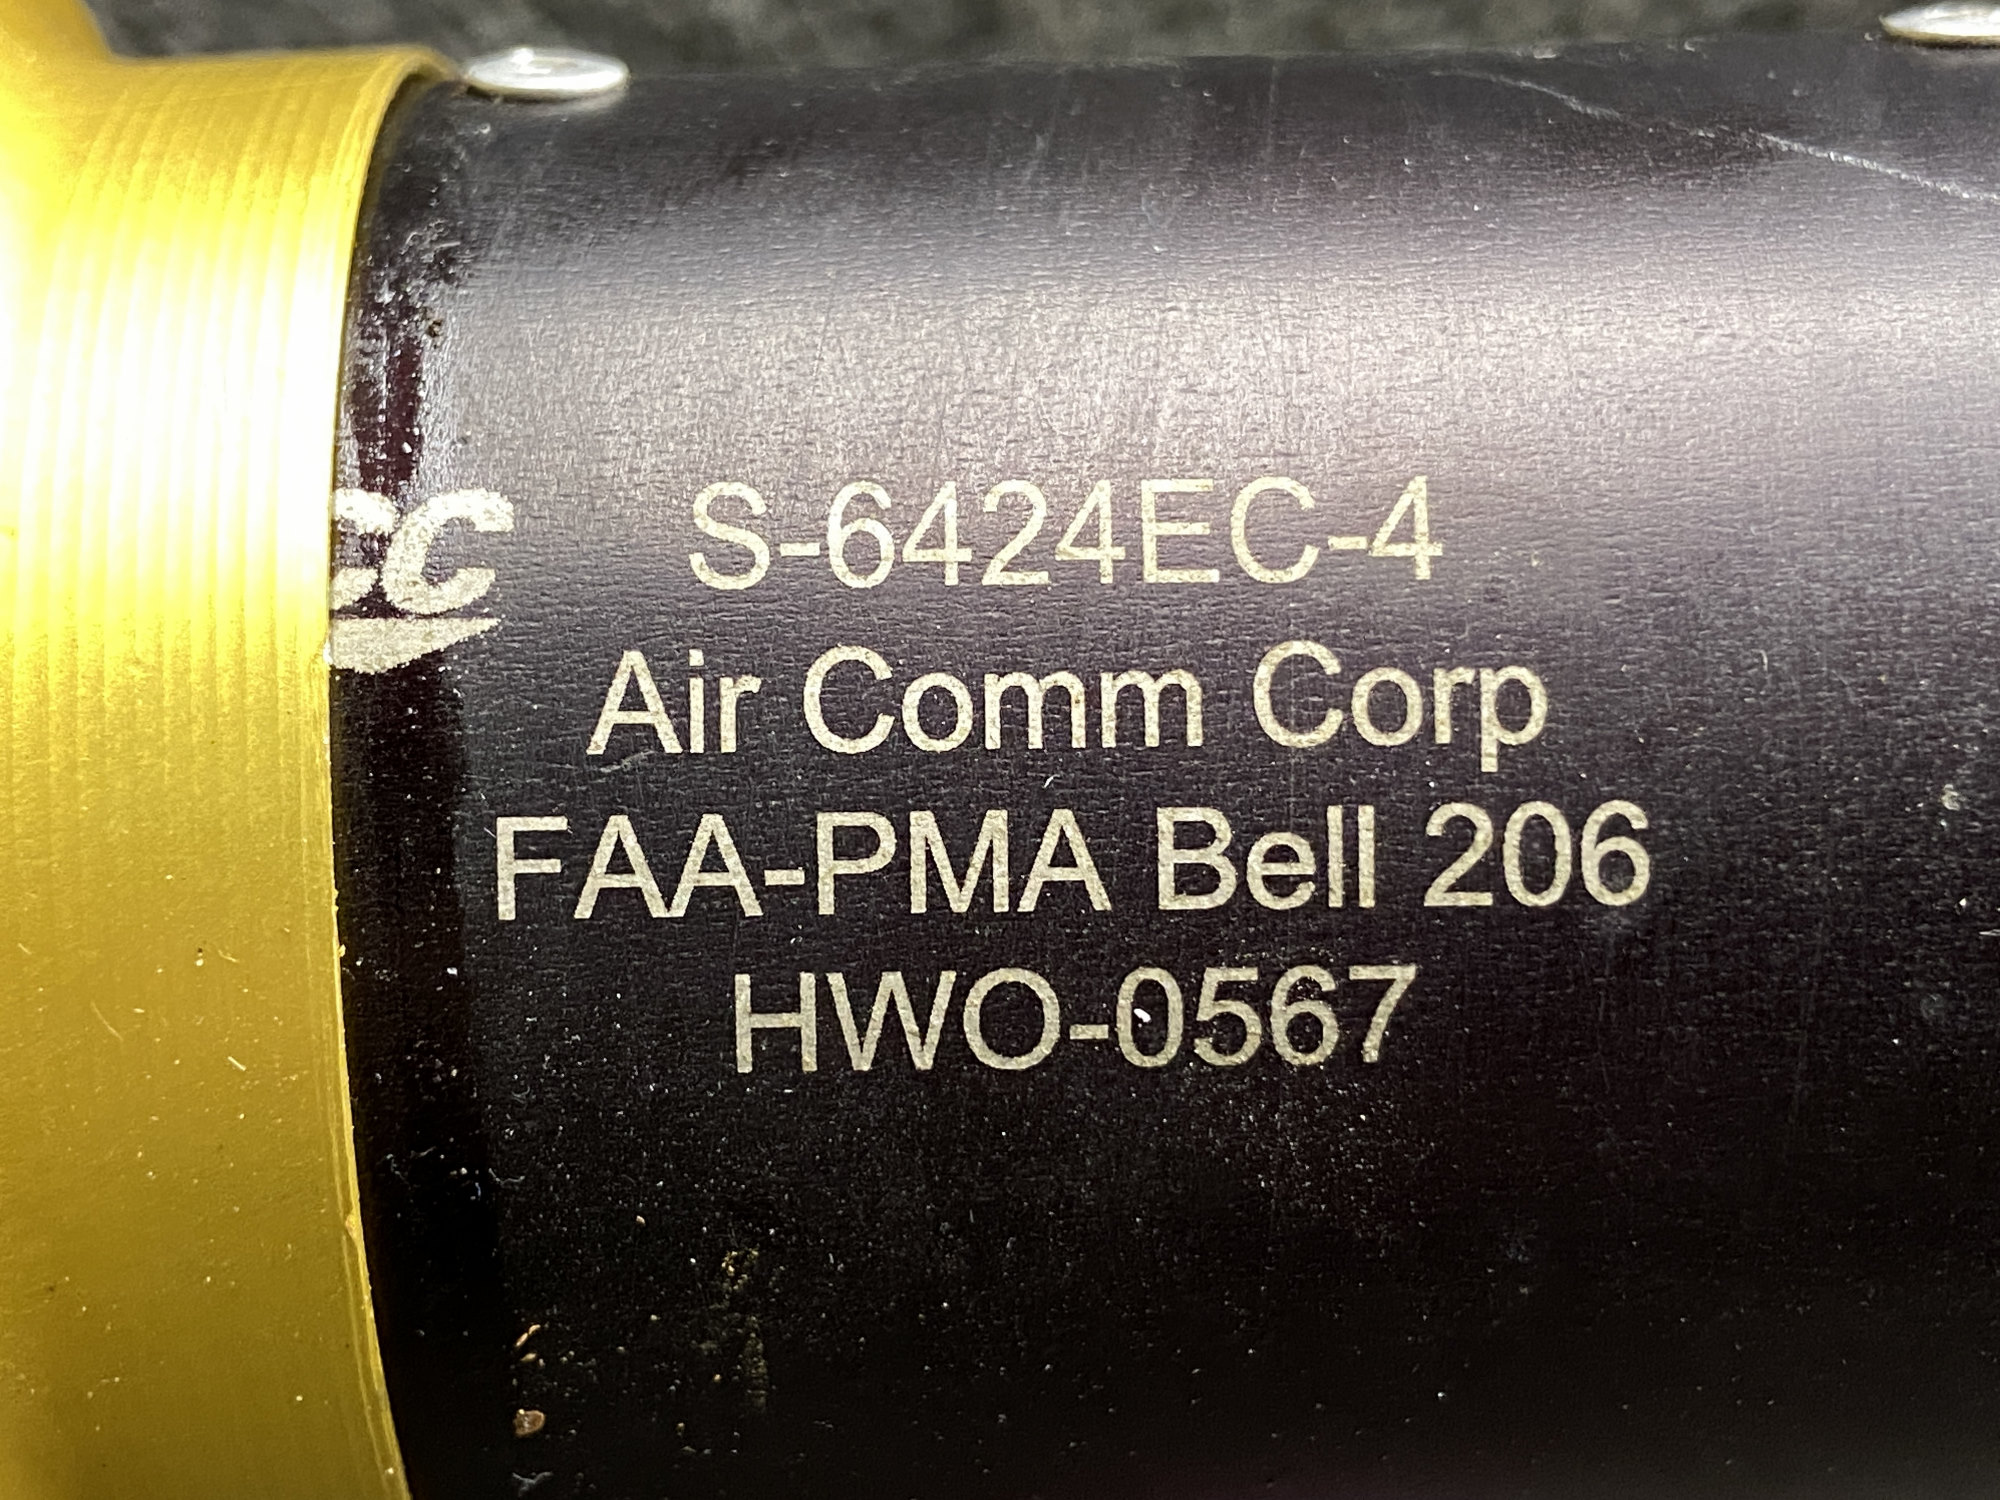 S-6424EC-4
Air Comm Corp
FAA-PMA Bell 206
HWO-0567